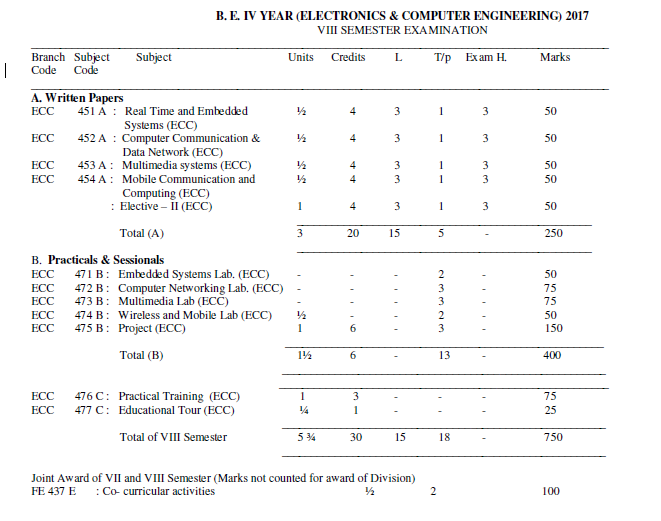 B. E. IV YEAR (ELECTRONICS & COMPUTER ENGINEERING) 2017
VIII SEMESTER EXAMINATION
Branch Subject Subject Units Credits L T/p Exam H. Marks
Code Code
A. Written Papers
ECC 451 A : Real Time and Embedded ½ 4 3 1 3 50
Systems (ECC)
ECC 452 A : Computer Communication & ½ 4 3 1 3 50
Data Network (ECC)
ECC 453 A : Multimedia systems (ECC) ½ 4 3 1 3 50
ECC 454 A : Mobile Communication and ½ 4 3 1 3 50
Computing (ECC)
: Elective – II (ECC) 1 4 3 1 3 50
Total (A) 3 20 15 5 - 250
B. Practicals & Sessionals
ECC 471 B : Embedded Systems Lab. (ECC) - - - 2 - 50
ECC 472 B : Computer Networking Lab. (ECC) - - - 3 - 75
ECC 473 B : Multimedia Lab (ECC) - - - 3 - 75
ECC 474 B : Wireless and Mobile Lab (ECC) ½ - - 2 - 50
ECC 475 B : Project (ECC) 1 6 - 3 - 150
Total (B) 1½ 6 - 13 - 400
ECC 476 C : Practical Training (ECC) 1 3 - - - 75
ECC 477 C : Educational Tour (ECC) ¼ 1 - - - 25
Total of VIII Semester 5 ¾ 30 15 18 - 750
Joint Award of VII and VIII Semester (Marks not counted for award of Division)
FE 437 E : Co- curricular activities ½ 2 100